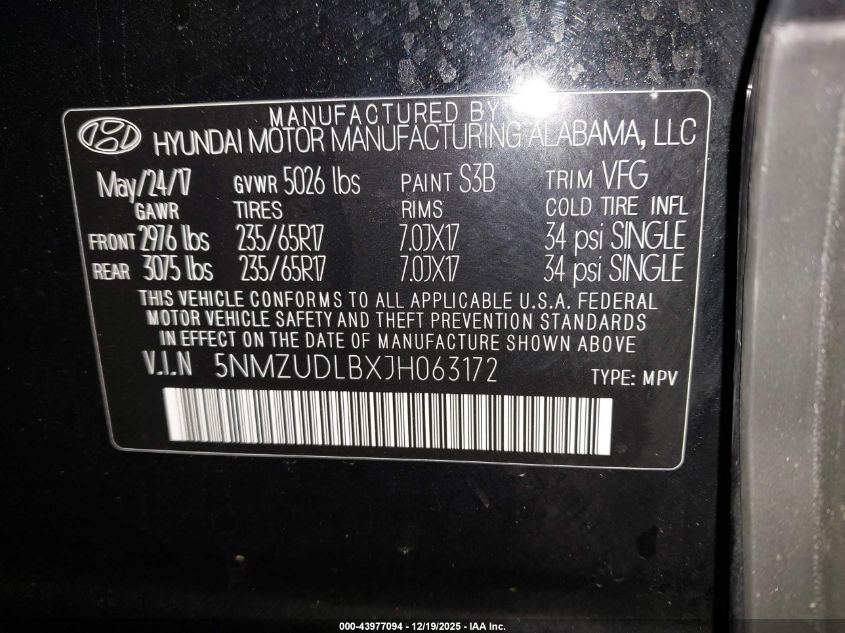 MANUFACTURED BY
HYUNDAI MOTOR MANUFACTURING ALABAMA, LLC
May/24/17 GVWR 5026 lbs PAINT S3B TRIM VFG
GAWR TIRES RIMS COLD TIRE INFL
FRONT 2976 lbs 235/65R17 7.0JX17 34 psi SINGLE
REAR 3075 lbs 235/65R17 7.0JX17 34 psi SINGLE
THIS VEHICLE CONFORMS TO ALL APPLICABLE U.S.A. FEDERAL
MOTOR VEHICLE SAFETY AND THEFT PREVENTION STANDARDS
IN EFFECT ON THE DATE OF MANUFACTURE SHOWN ABOVE
V.I.N 5NMZUDLBXJH063172 TYPE: MPV
000-43977094 - 12/19/2025 - IAA Inc.